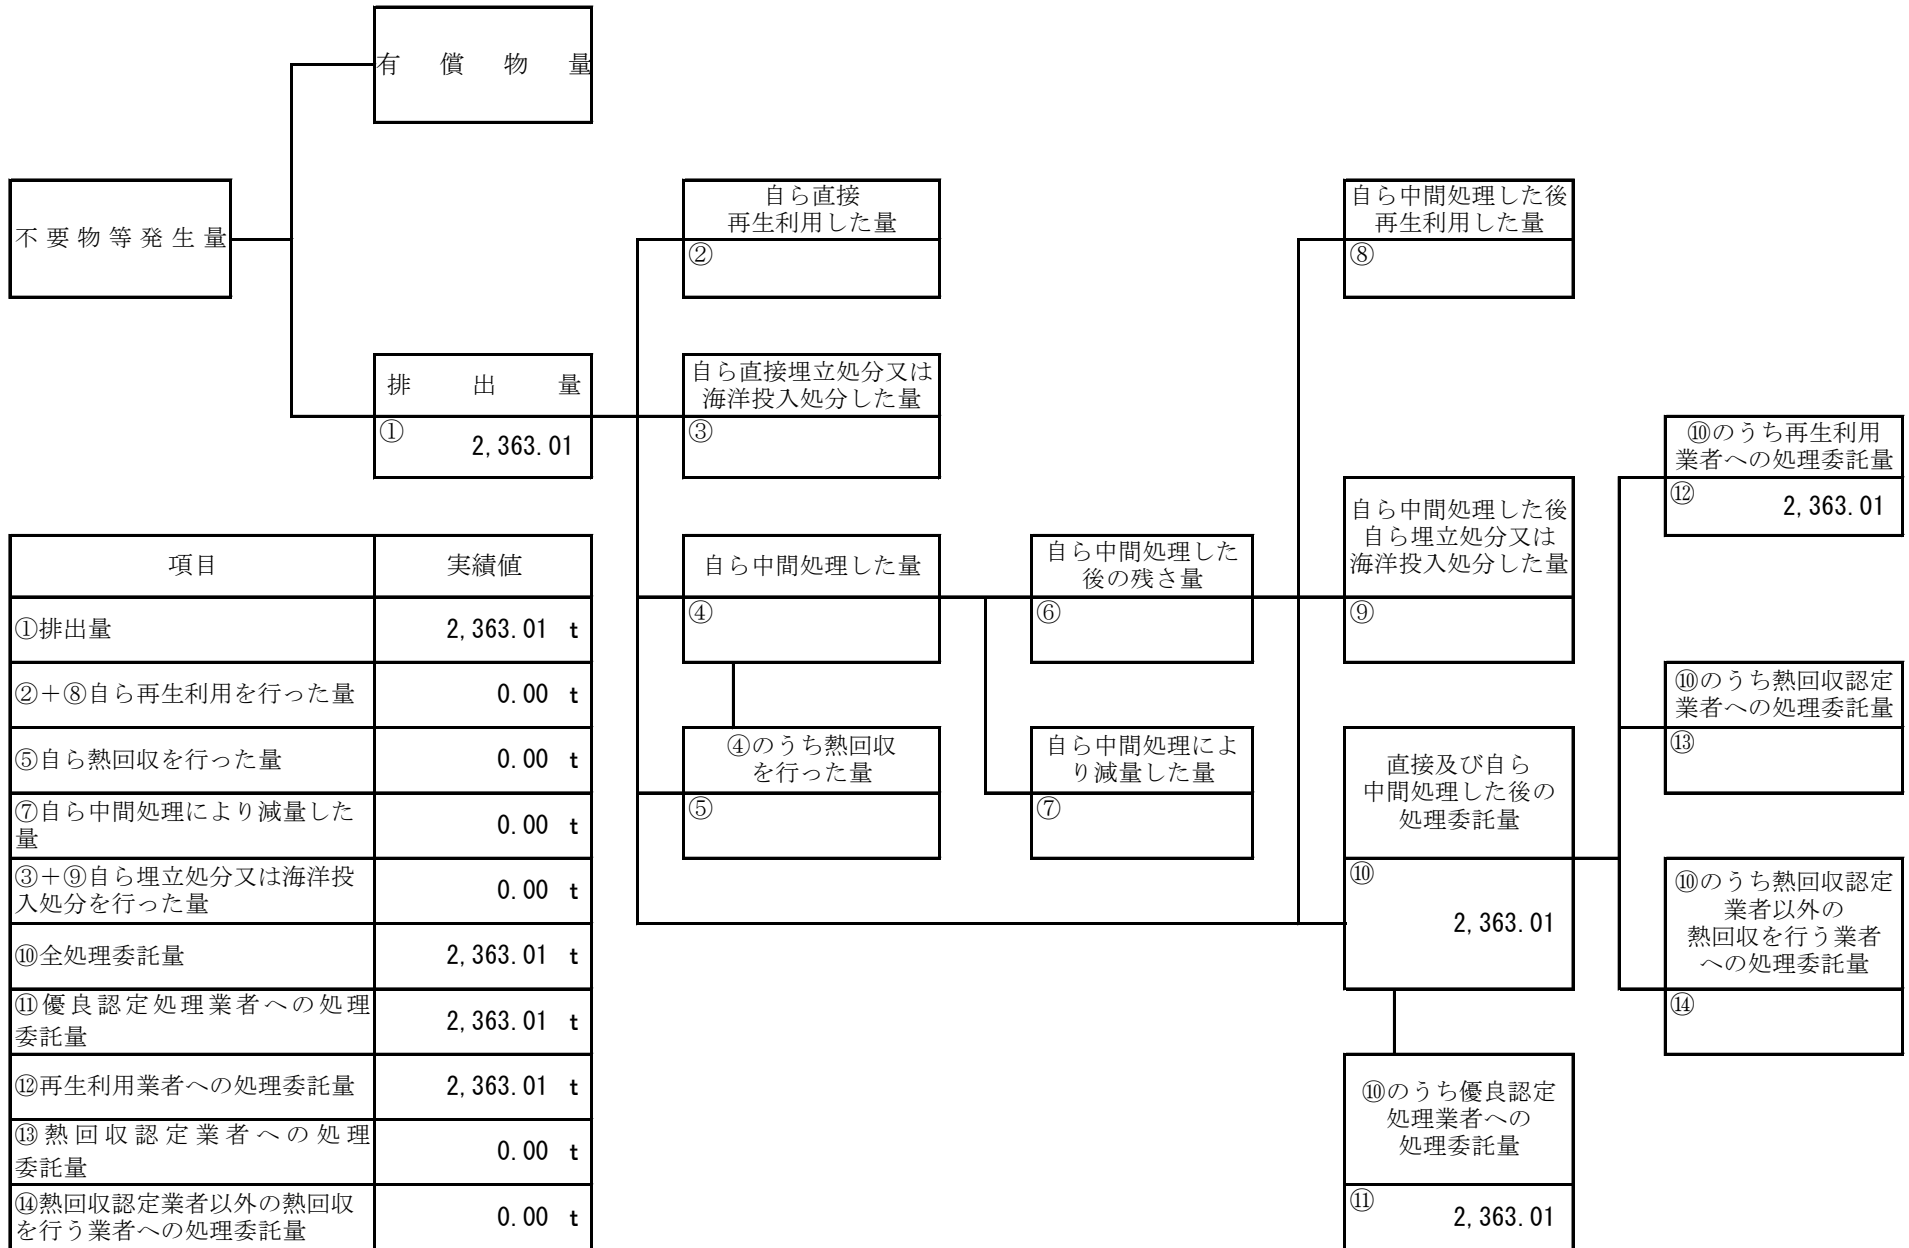 有償物量
不要物等発生量
排出量
① 2,363.01
自ら直接
再生利用した量
②
自ら直接埋立処分又は
海洋投入処分した量
③
自ら中間処理した量
④
④のうち熱回収
を行った量
⑤
自ら中間処理した
後の残さ量
⑥
自ら中間処理によ
り減量した量
⑦
自ら中間処理した後
再生利用した量
⑧
自ら中間処理した後
自ら埋立処分又は
海洋投入処分した量
⑨
直接及び自ら
中間処理した後の
処理委託量
⑩
2,363.01
⑩のうち優良認定
処理業者への
処理委託量
⑪ 2,363.01
⑩のうち再生利用
業者への処理委託量
⑫ 2,363.01
⑩のうち熱回収認定
業者への処理委託量
⑬
⑩のうち熱回収認定
業者以外の
熱回収を行う業者
への処理委託量
⑭
項目 実績値
①排出量 2,363.01 t
②+⑧自ら再生利用を行った量 0.00 t
⑤自ら熱回収を行った量 0.00 t
⑦自ら中間処理により減量した
量 0.00 t
③+⑨自ら埋立処分又は海洋投
入処分を行った量 0.00 t
⑩全処理委託量 2,363.01 t
⑪優良認定処理業者への処理
委託量 2,363.01 t
⑫再生利用業者への処理委託量 2,363.01 t
⑬熱回収認定業者への処理
委託量 0.00 t
⑭熱回収認定業者以外の熱回収
を行う業者への処理委託量 0.00 t